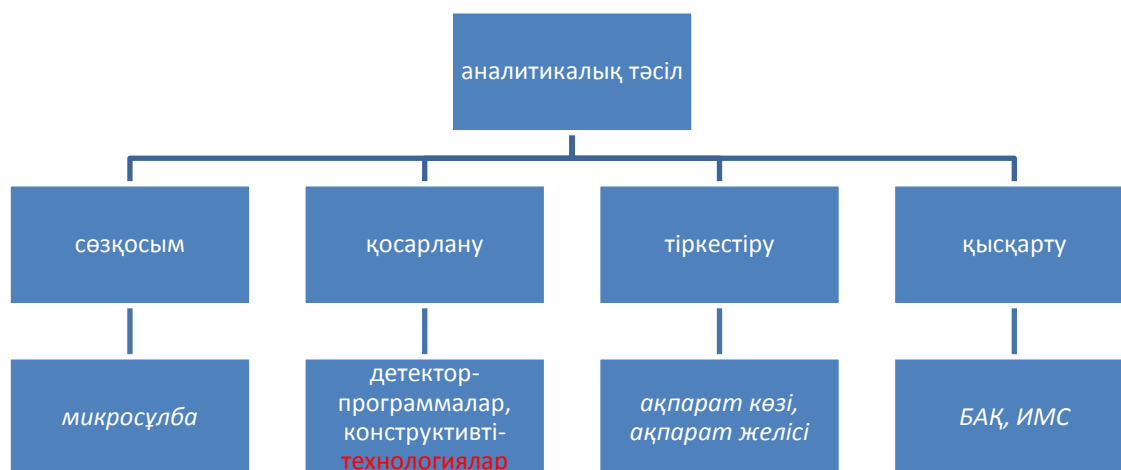 аналитикалық тәсіл
сөзқосым
қосарлану
тіркестіру
қысқарту
микросұлба
детектор-
программалар,
конструктивті-
технологиялар
ақпарат көзі,
ақпарат желісі
БАҚ, ИМС